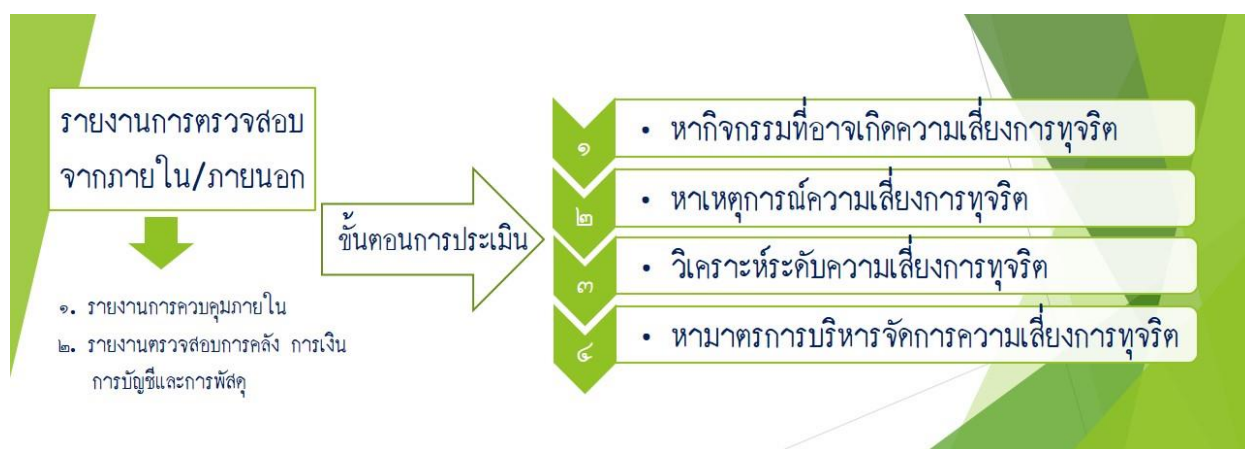 รายงานการตรวจสอบ
จากภายใน/ภายนอก
๑. รายงานการควบคุมภายใน
๒. รายงานตรวจสอบการคลัง การเงิน
การบัญชีและการพัสดุ
ขั้นตอนการประเมิน
๑ • หากิจกรรมที่อาจเกิดความเสี่ยงการทุจริต
๒ • หาเหตุการณ์ความเสี่ยงการทุจริต
๓ • วิเคราะห์ระดับความเสี่ยงการทุจริต
๔ • หามาตรการบริหารจัดการความเสี่ยงการทุจริต